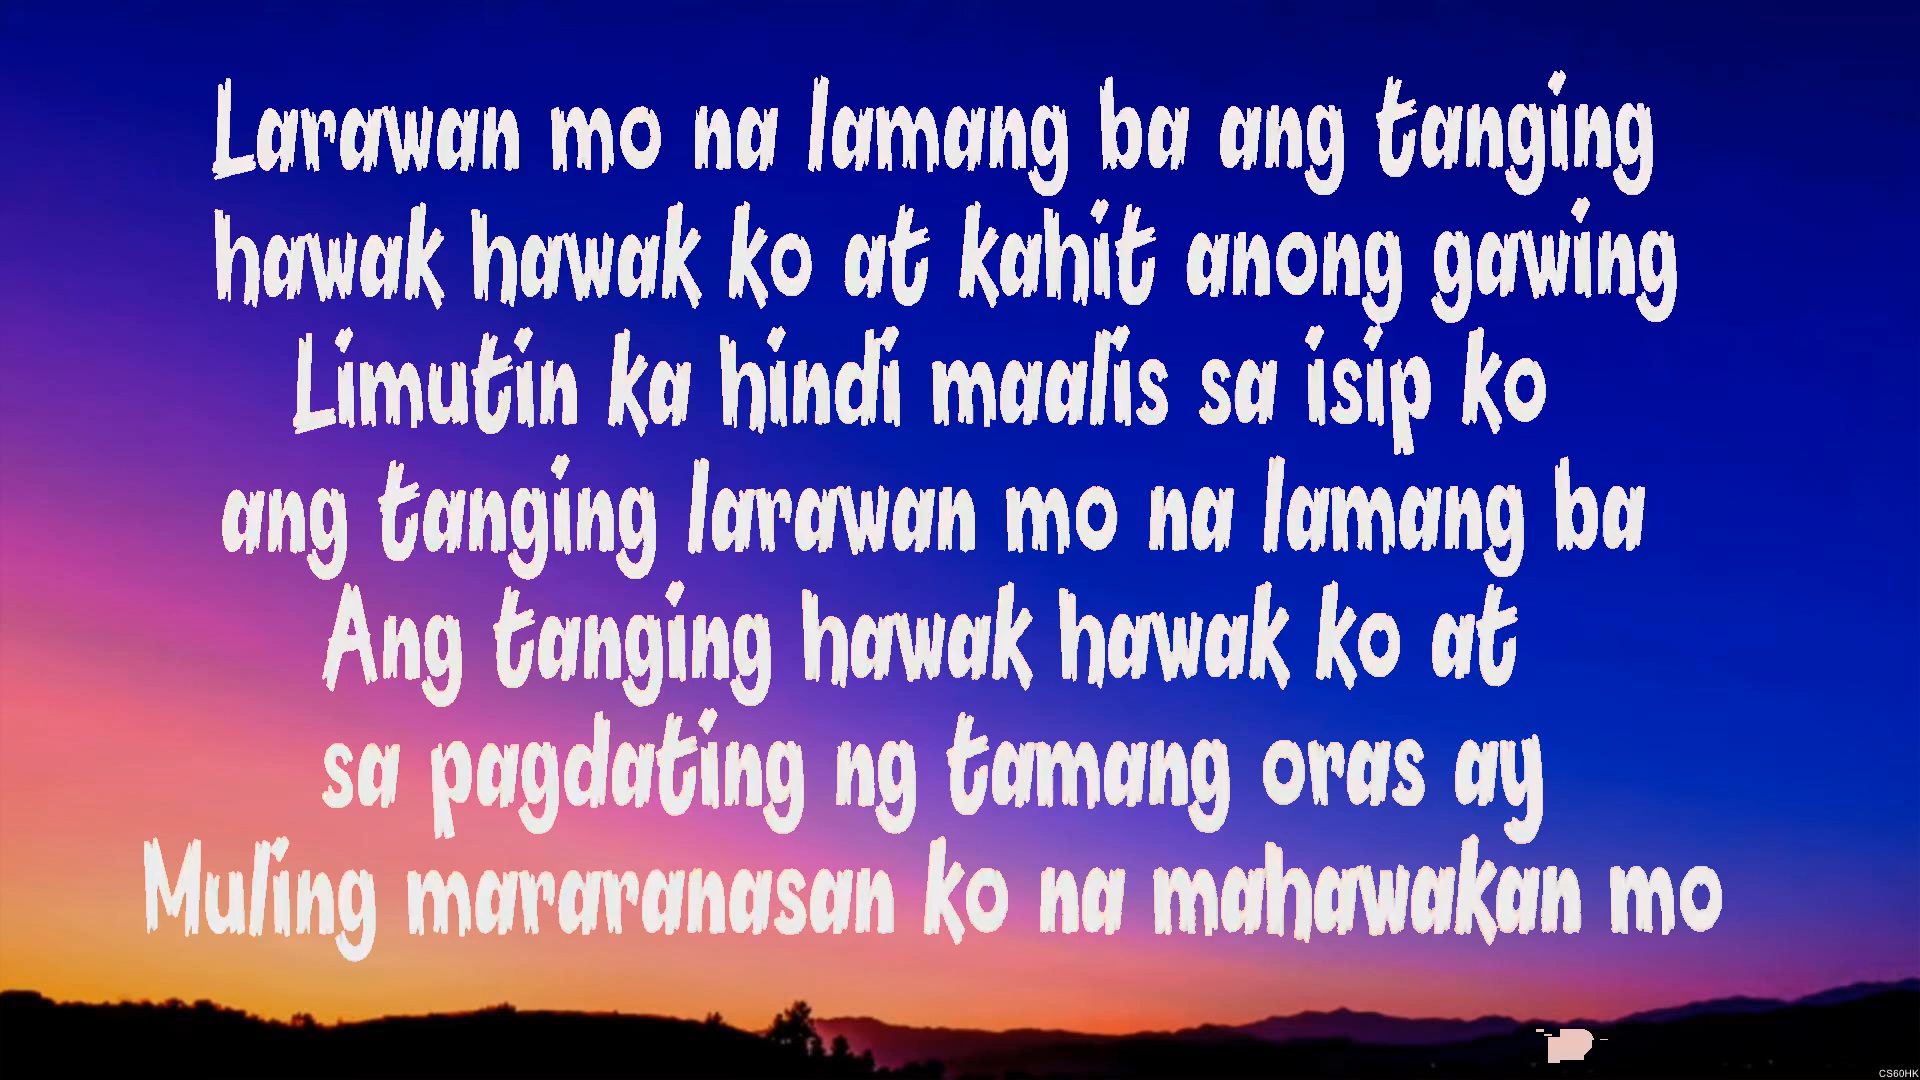 Larawan mo na lamang ba ang tanging
hawak hawak ko at kahit anong gawing
Limutin ka hindi maalis sa isip ko
ang tanging larawan mo na lamang ba
Ang tanging hawak hawak ko at
sa pagdating ng tamang oras ay
Muling mararanasan ko na mahawakan mo
CS60HK